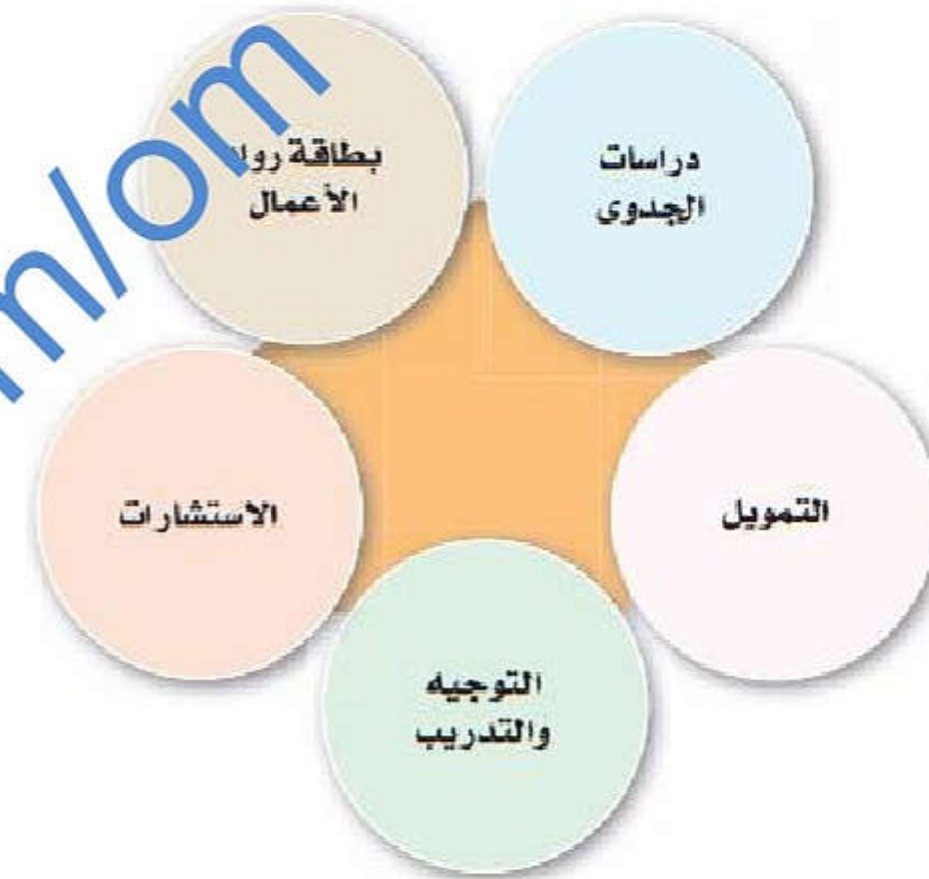 دراسات
الجدوى
بطاقة
الأعمال
التمويل
الاستشارات
التوجيه
والتدريب
m/om